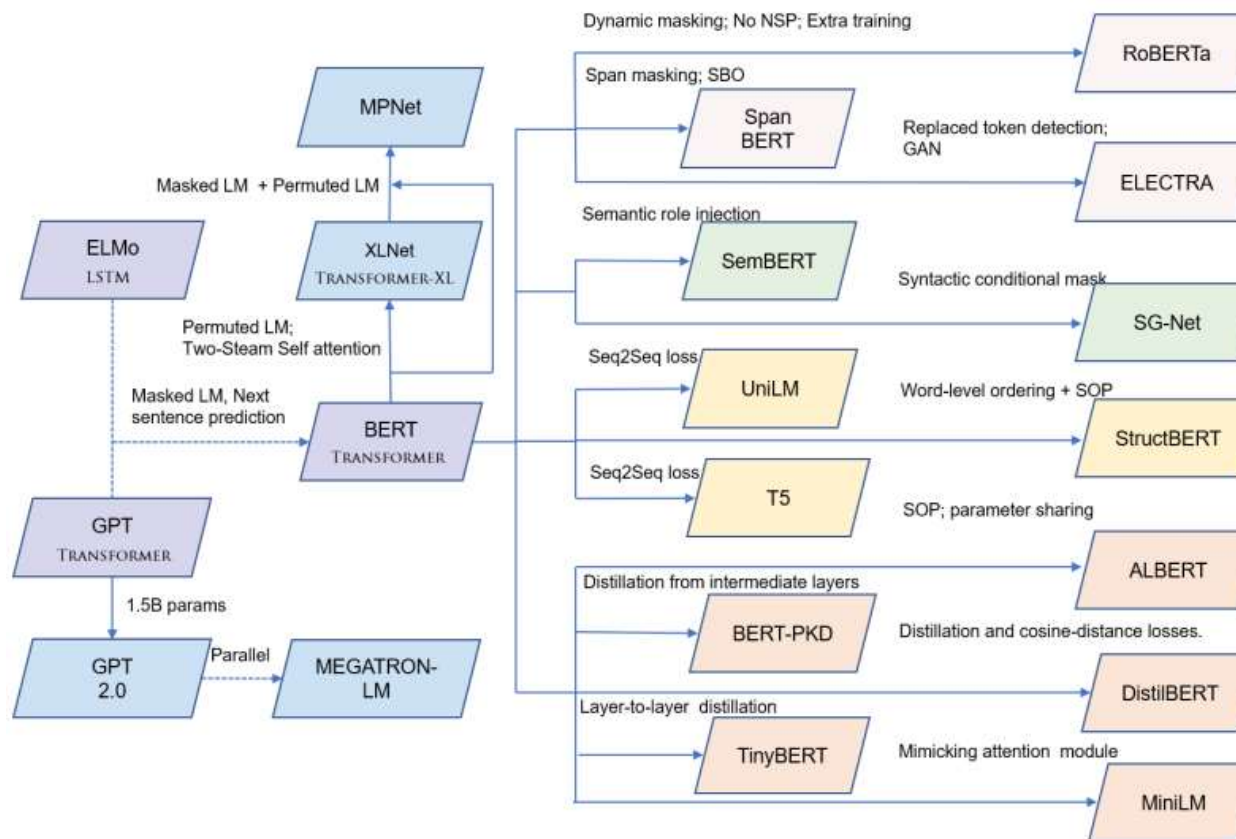 Dynamic masking; No NSP; Extra training
RoBERTa
Span masking; SBO
MPNet
Span
BERT
Replaced token detection;
GAN
ELECTRA
Masked LM + Permuted LM
Semantic role injection
ELMo
LSTM
XLNet
TRANSFORMER-XL
SemBERT
Syntactic conditional mask
SG-Net
Permuted LM;
Two-Steam Self attention
Seq2Seq loss
UniLM
Masked LM, Next
sentence prediction
Word-level ordering + SOP
BERT
TRANSFORMER
StructBERT
Seq2Seq loss
T5
SOP; parameter sharing
GPT
TRANSFORMER
ALBERT
Distillation from intermediate layers
1.5B params
BERT-PKD
Distillation and cosine-distance losses.
GPT
2.0
Parallel
MEGATRON-
LM
DistilBERT
Layer-to-layer distillation
TinyBERT
Mimicking attention module
MiniLM